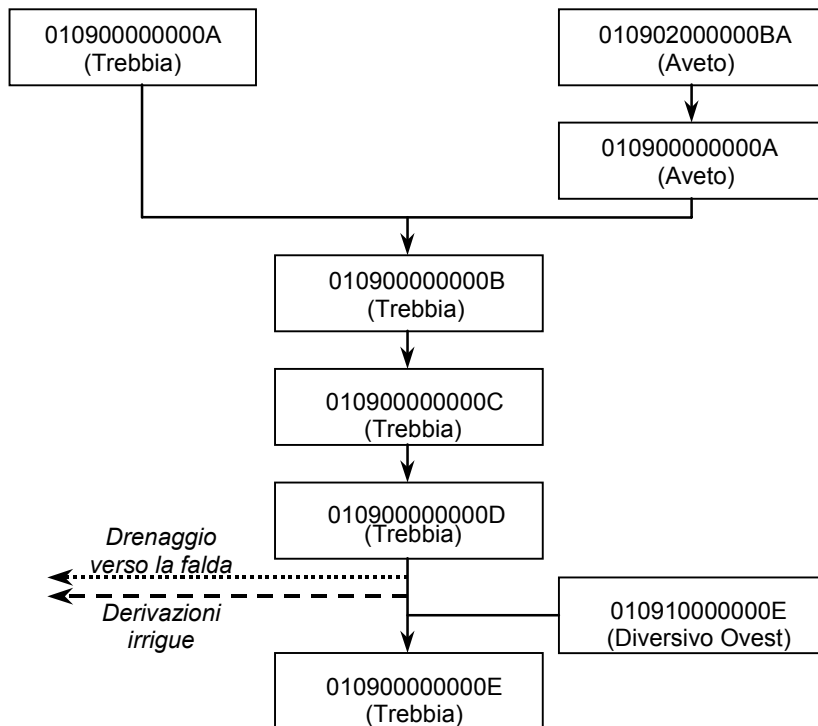 010900000000A
(Trebbia)
010902000000BA
(Aveto)
010900000000A
(Aveto)
010900000000B
(Trebbia)
010900000000C
(Trebbia)
010900000000D
(Trebbia)
Drenaggio
verso la falda
Derivazioni
irrigue
010910000000E
(Diversivo Ovest)
010900000000E
(Trebbia)